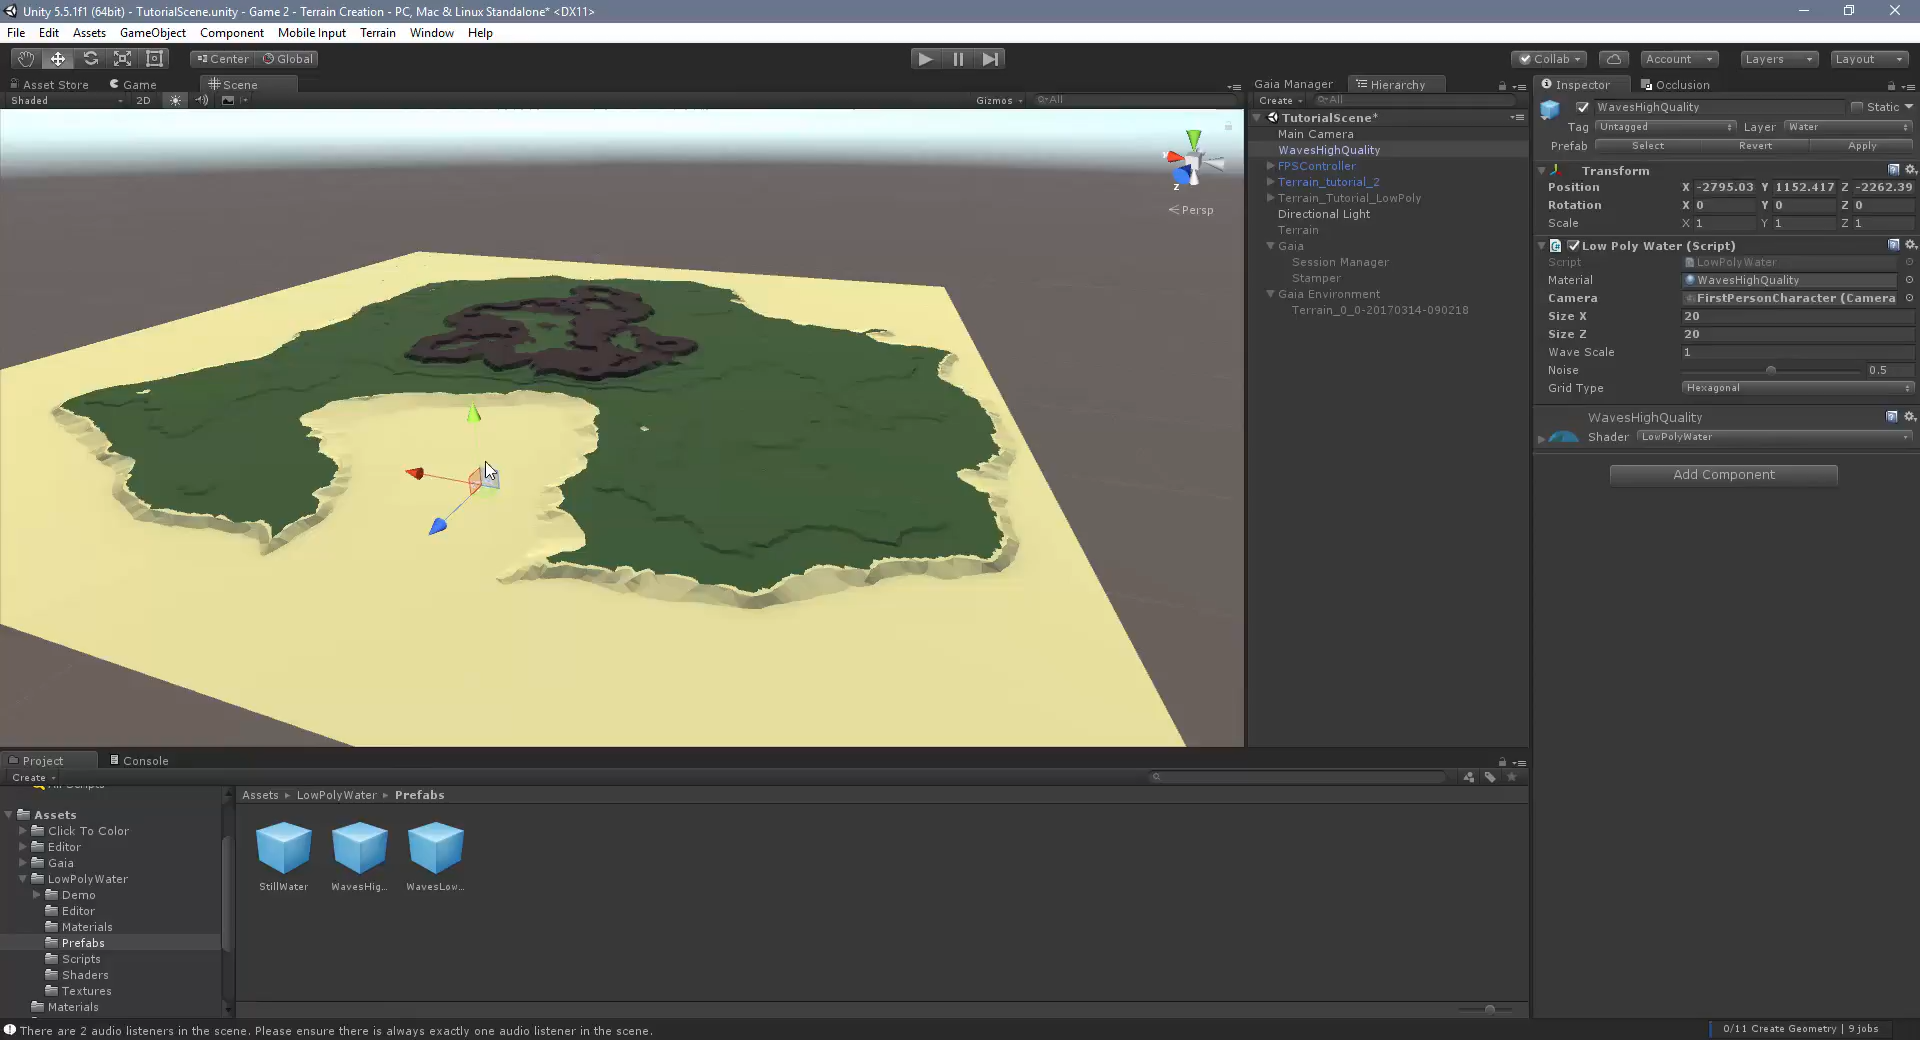 Unity 5.5.1f1 (64bit) - TutorialScene.unity - Game 2 - Terrain Creation - PC, Mac & Linux Standalone* <DX11>
File Edit Assets GameObject Component Mobile Input Terrain Window Help
Center Global Collab Account Layers Layout
Asset Store Game Scene
Shaded 2D Gizmos All
Persp
z
Gaia Manager Hierarchy
Create All
TutorialScene*
Main Camera
WavesHighQuality
FPSController
Terrain_tutorial_2
Terrain_Tutorial_LowPoly
Directional Light
Terrain
Gaia
Session Manager
Stamper
Gaia Environment
Terrain_0_0-20170314-090218
Inspector Occlusion
WavesHighQuality Static
Tag Untagged Layer Water
Prefab Select Revert Apply
Transform
Position X -2795.03 Y 1152.417 Z -2262.39
Rotation X 0 Y 0 Z 0
Scale X 1 Y 1 Z 1
Low Poly Water (Script)
Script LowPolyWater
Material WavesHighQuality
Camera FirstPersonCharacter (Camera
Size X 20
Size Z 20
Wave Scale 1
Noise 0.5
Grid Type Hexagonal
WavesHighQuality
Shader LowPolyWater
Add Component
Project Console
Create
All Scripts
Assets
Click To Color
Editor
Gaia
LowPolyWater
Demo
Editor
Materials
Prefabs
Scripts
Shaders
Textures
Materials
Assets LowPolyWater Prefabs
StillWater WavesHig... WavesLow...
There are 2 audio listeners in the scene. Please ensure there is always exactly one audio listener in the scene.
0/11 Create Geometry | 9 jobs